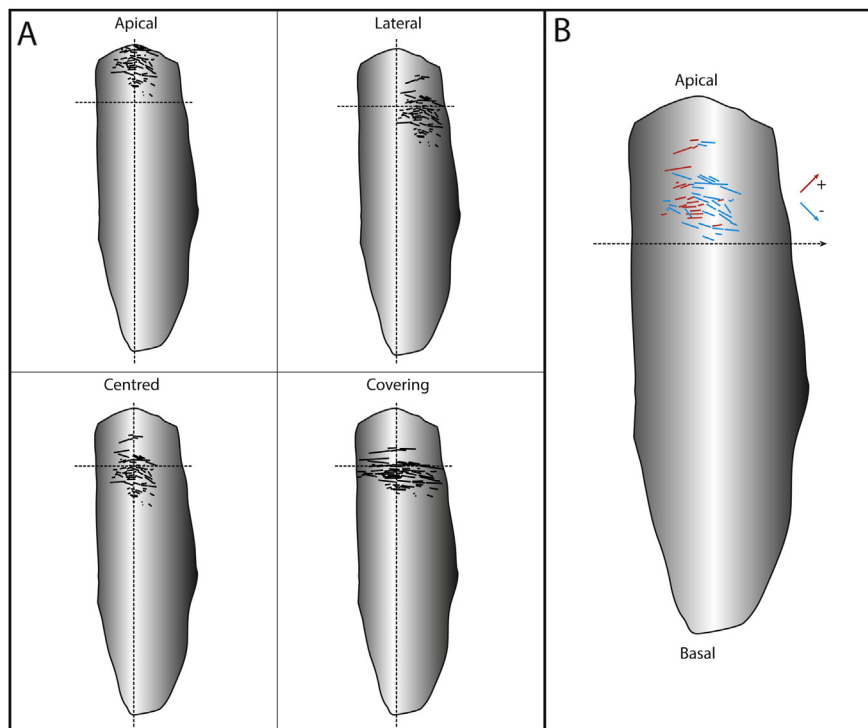 A
Apical
Lateral
Centred
Covering
B
Apical
+
-
Basal